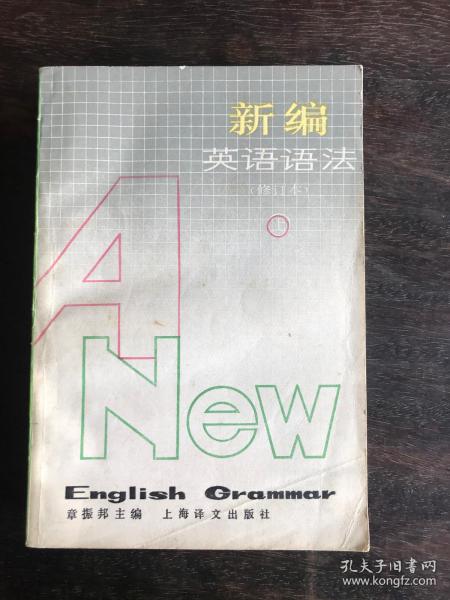 新编
英语语法
(修订本)
上
A
New
English Grammar
章振邦主编 上海译文出版社
孔夫子旧书网
www.kongfz.com